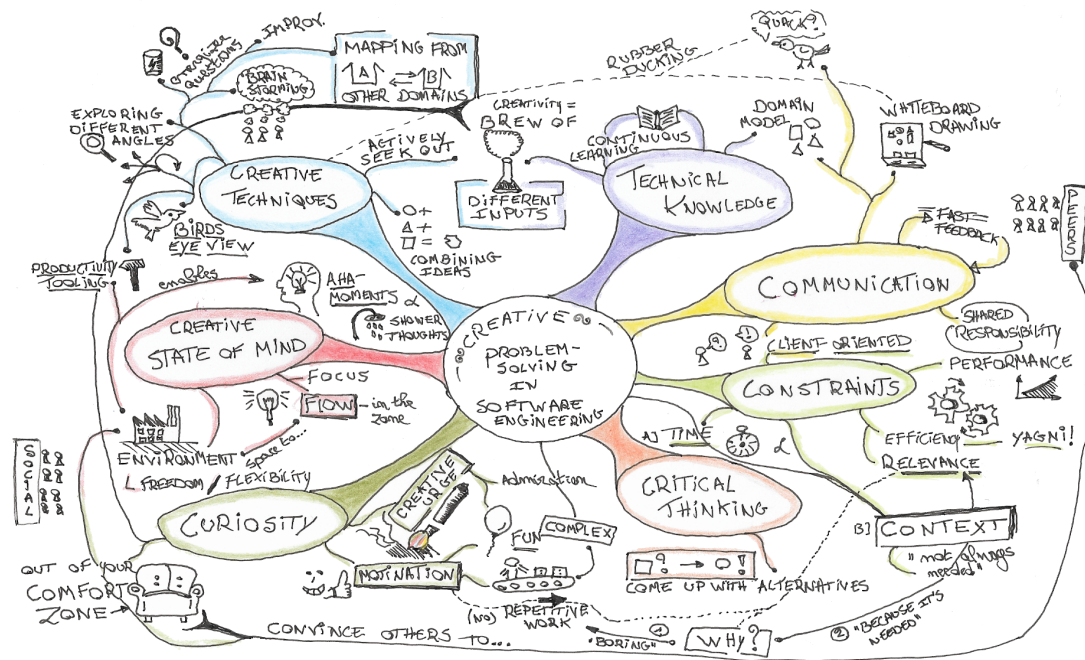 CREATIVE
PROBLEM-
SOLVING
IN
SOFTWARE
ENGINEERING
CREATIVE
TECHNIQUES
STRENGTHEN
QUESTIONS
IMPROV.
BRAIN
STORMING
MAPPING FROM
A
B
OTHER DOMAINS
EXPLORING
DIFFERENT
ANGLES
BIRDS
EYE VIEW
ACTIVELY
SEEK OUT
O+
Δ+
□=
COMBINING
IDEAS
CREATIVITY =
BREW OF
DIFFERENT
INPUTS
TECHNICAL
KNOWLEDGE
CONTINUOUS
LEARNING
DOMAIN
MODEL
RUBBER
DUCKING
QUACK?
WHITEBOARD
DRAWING
COMMUNICATION
FAST
FEEDBACK
PEERS
SHARED
RESPONSIBILITY
CLIENT-ORIENTED
CONSTRAINTS
PERFORMANCE
EFFICIENCY
YAGNI!
RELEVANCE
A) TIME
&
B) CONTEXT
"not always
needed"
② "BECAUSE IT'S
NEEDED"
WHY?
①
"BORING"
CRITICAL
THINKING
□? → O!
COME UP WITH ALTERNATIVES
CREATIVE
STATE OF MIND
enables
AHA-
MOMENTS &
SHOWER
THOUGHTS
FOCUS
FLOW
in the
zone
space to...
ENVIRONMENT
FREEDOM / FLEXIBILITY
PRODUCTIVITY
TOOLING
SOCIAL
CURIOSITY
CREATIVE
URGE
Admiration
FUN
COMPLEX
MOTIVATION
(NO) REPETITIVE
WORK
OUT OF YOUR
COMFORT
ZONE
CONVINCE OTHERS TO...